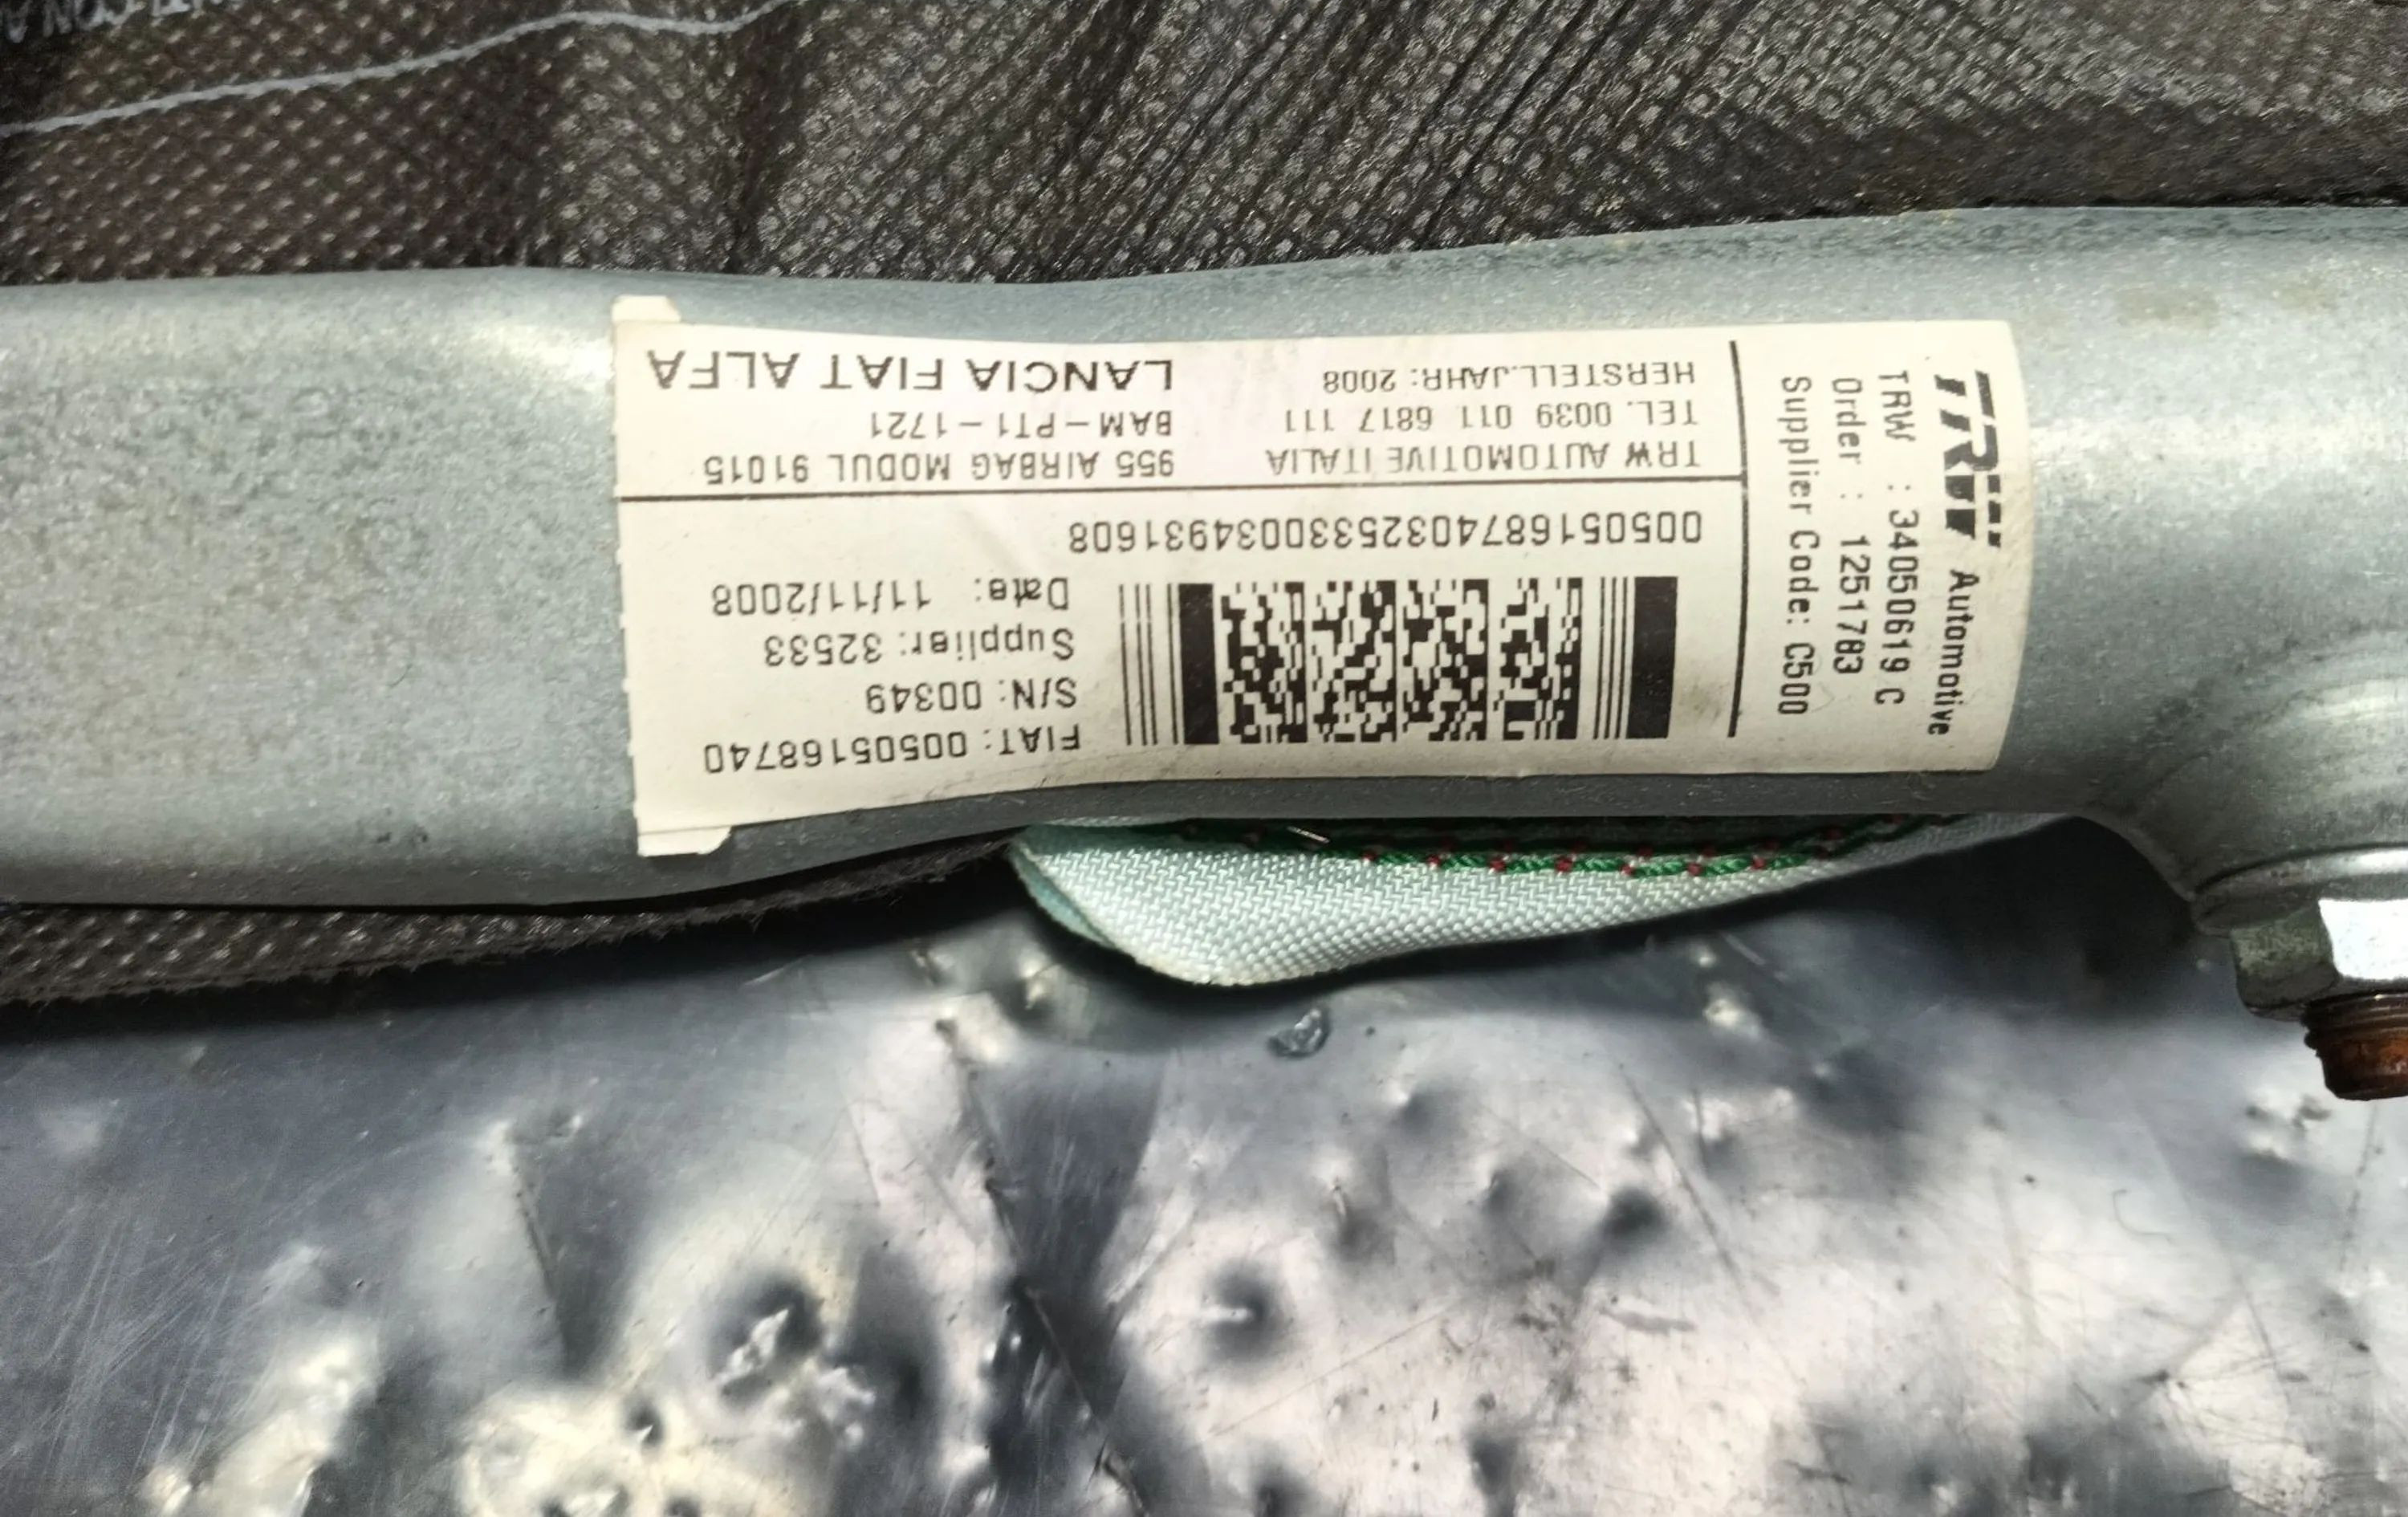 FIAT: 00505168740
S/N: 00349
Supplier: 32533
Date: 11/11/2008
00505168740325330034931608
TRW AUTOMOTIVE ITALIA
TEL. 0039 011 6817 111
HERSTELL.JAHR: 2008
955 AIRBAG MODUL 91015
BAM-PT1-1721
LANCIA FIAT ALFA
TRW Automotive
TRW : 34050619 C
Order : 1251783
Supplier Code: C500